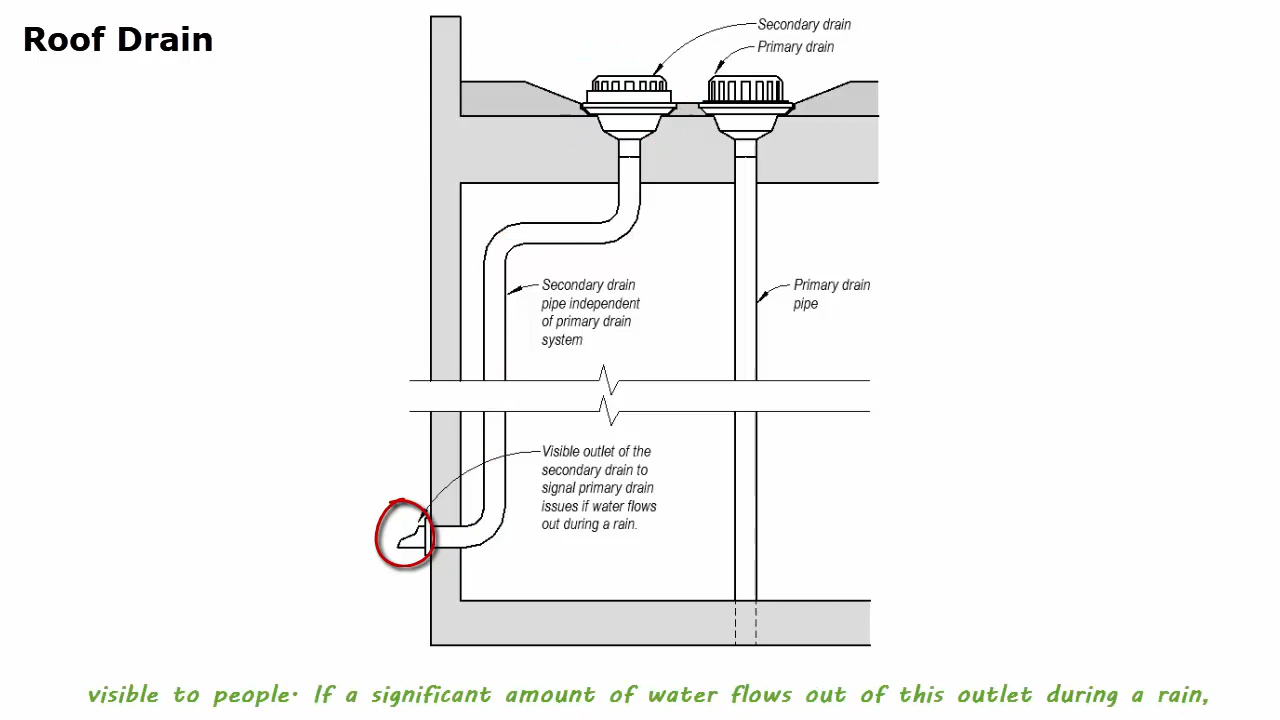 Roof Drain
Secondary drain
Primary drain
Secondary drain
pipe independent
of primary drain
system
Primary drain
pipe
Visible outlet of the
secondary drain to
signal primary drain
issues if water flows
out during a rain.
visible to people. If a significant amount of water flows out of this outlet during a rain,